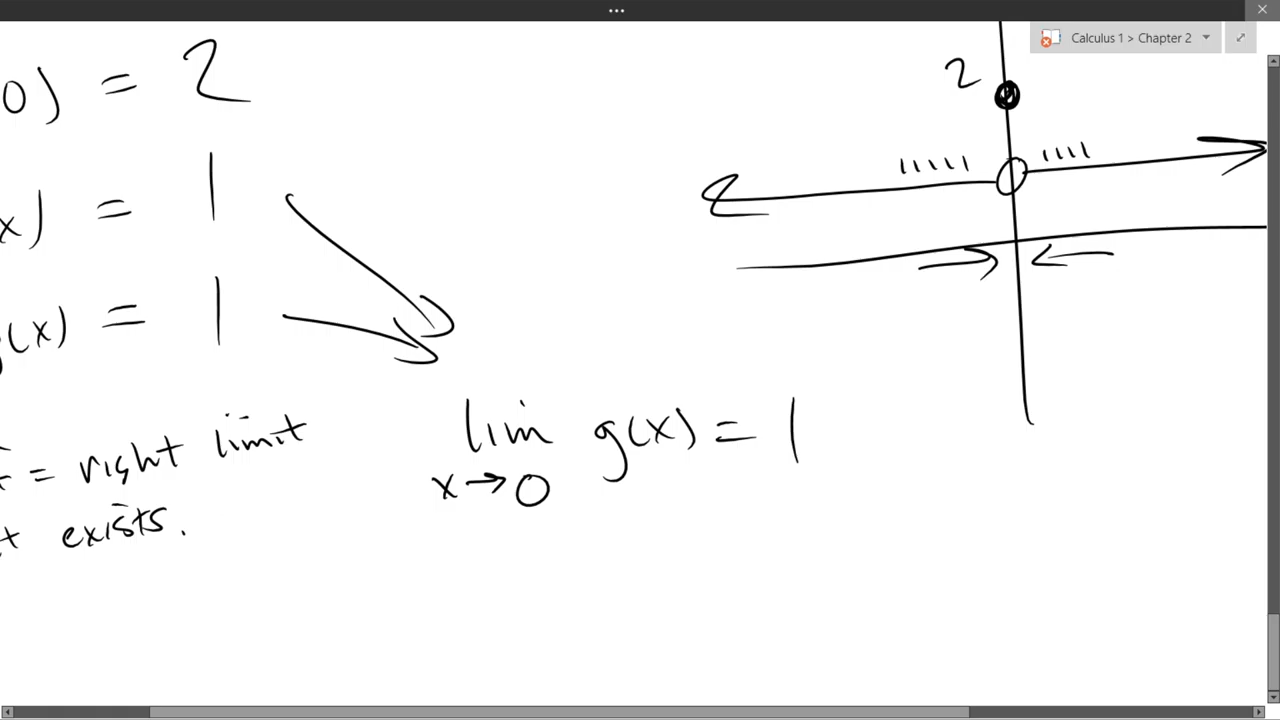 ...
Calculus 1 > Chapter 2
0) = 2
2
x) = 1
g(x) = 1
lim g(x) = 1
x→0
= right limit
exists.